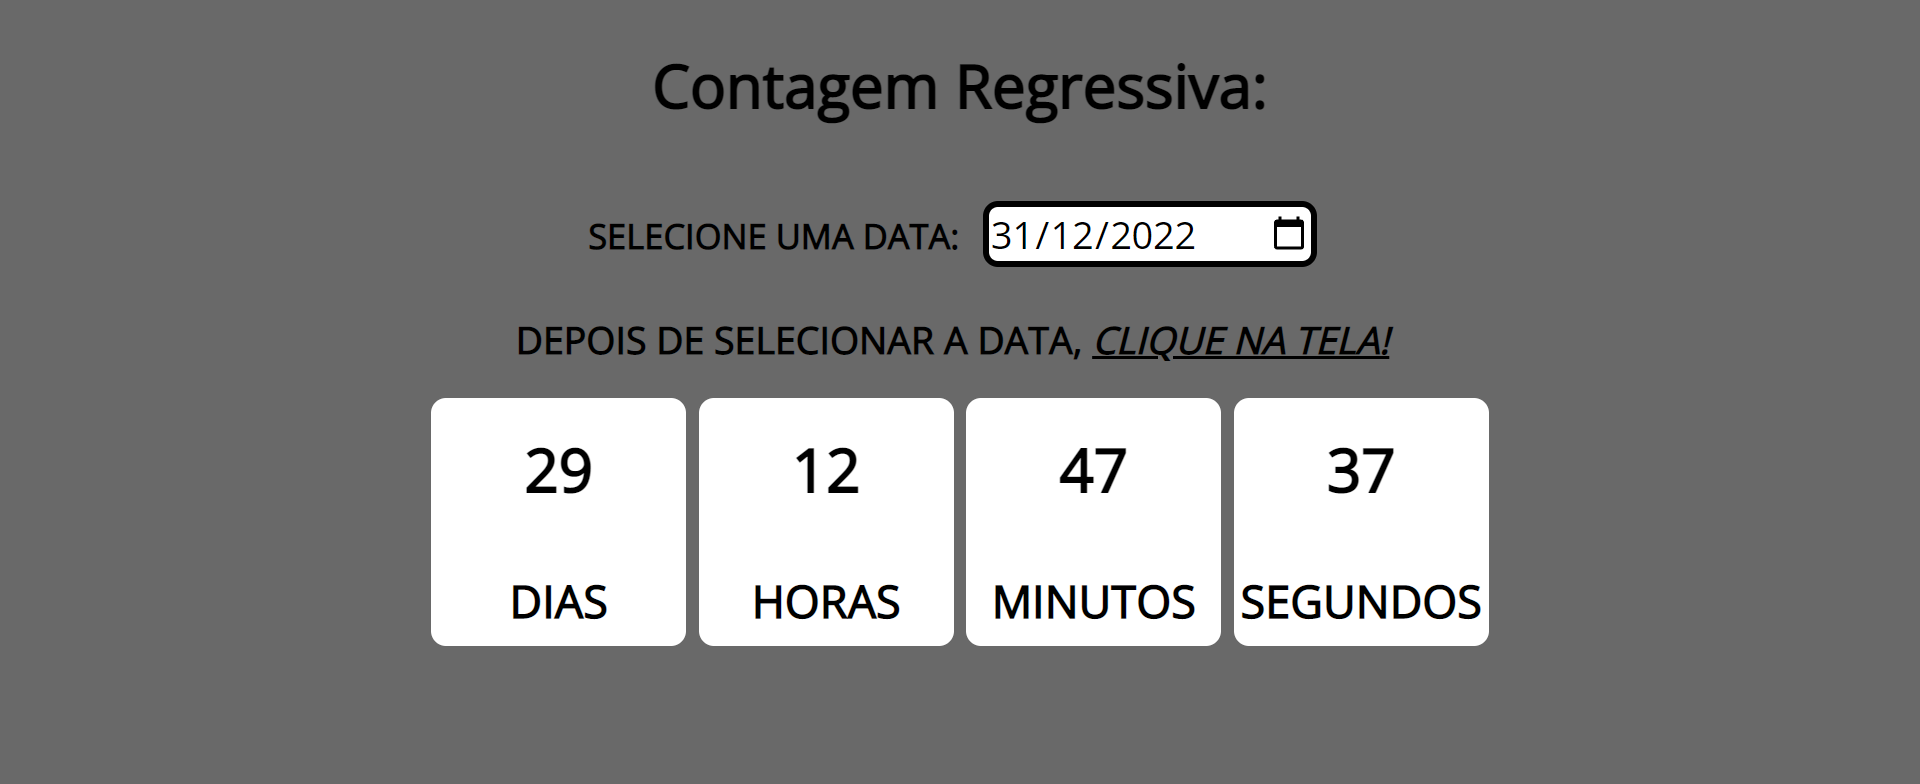 Contagem Regressiva:
SELECIONE UMA DATA: 31/12/2022
DEPOIS DE SELECIONAR A DATA, CLIQUE NA TELA!
29 12 47 37
DIAS HORAS MINUTOS SEGUNDOS